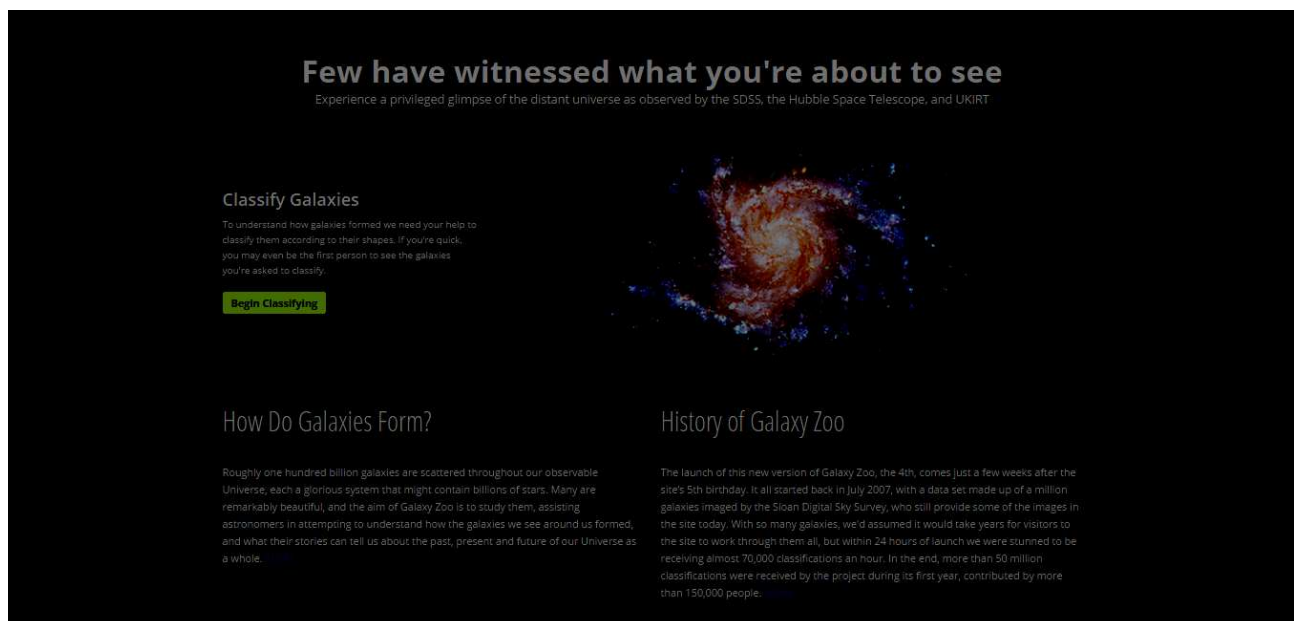 Few have witnessed what you're about to see
Experience a privileged glimpse of the distant universe as observed by the SDSS, the Hubble Space Telescope, and UKIRT
Classify Galaxies
To understand how galaxies formed we need your help to
classify them according to their shapes. If you're quick,
you may even be the first person to see the galaxies
you're asked to classify.
Begin Classifying
How Do Galaxies Form?
Roughly one hundred billion galaxies are scattered throughout our observable
Universe, each a glorious system that might contain billions of stars. Many are
remarkably beautiful, and the aim of Galaxy Zoo is to study them, assisting
astronomers in attempting to understand how the galaxies we see around us formed,
and what their stories can tell us about the past, present and future of our Universe as
a whole.
History of Galaxy Zoo
The launch of this new version of Galaxy Zoo, the 4th, comes just a few weeks after the
site's 5th birthday. It all started back in July 2007, with a data set made up of a million
galaxies imaged by the Sloan Digital Sky Survey, who still provide some of the images in
the site today. With so many galaxies, we'd assumed it would take years for visitors to
the site to work through them all, but within 24 hours of launch we were stunned to be
receiving almost 70,000 classifications an hour. In the end, more than 50 million
classifications were received by the project during its first year, contributed by more
than 150,000 people.